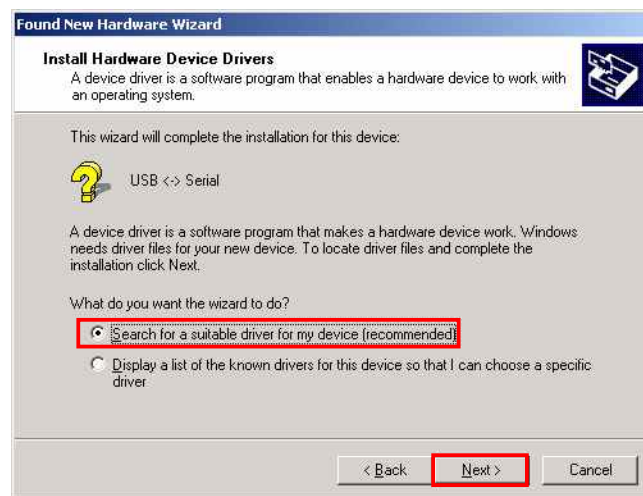 Found New Hardware Wizard
Install Hardware Device Drivers
A device driver is a software program that enables a hardware device to work with
an operating system.
This wizard will complete the installation for this device:
USB <-> Serial
A device driver is a software program that makes a hardware device work. Windows
needs driver files for your new device. To locate driver files and complete the
installation click Next.
What do you want the wizard to do?
Search for a suitable driver for my device (recommended)
Display a list of the known drivers for this device so that I can choose a specific
driver
< Back Next > Cancel